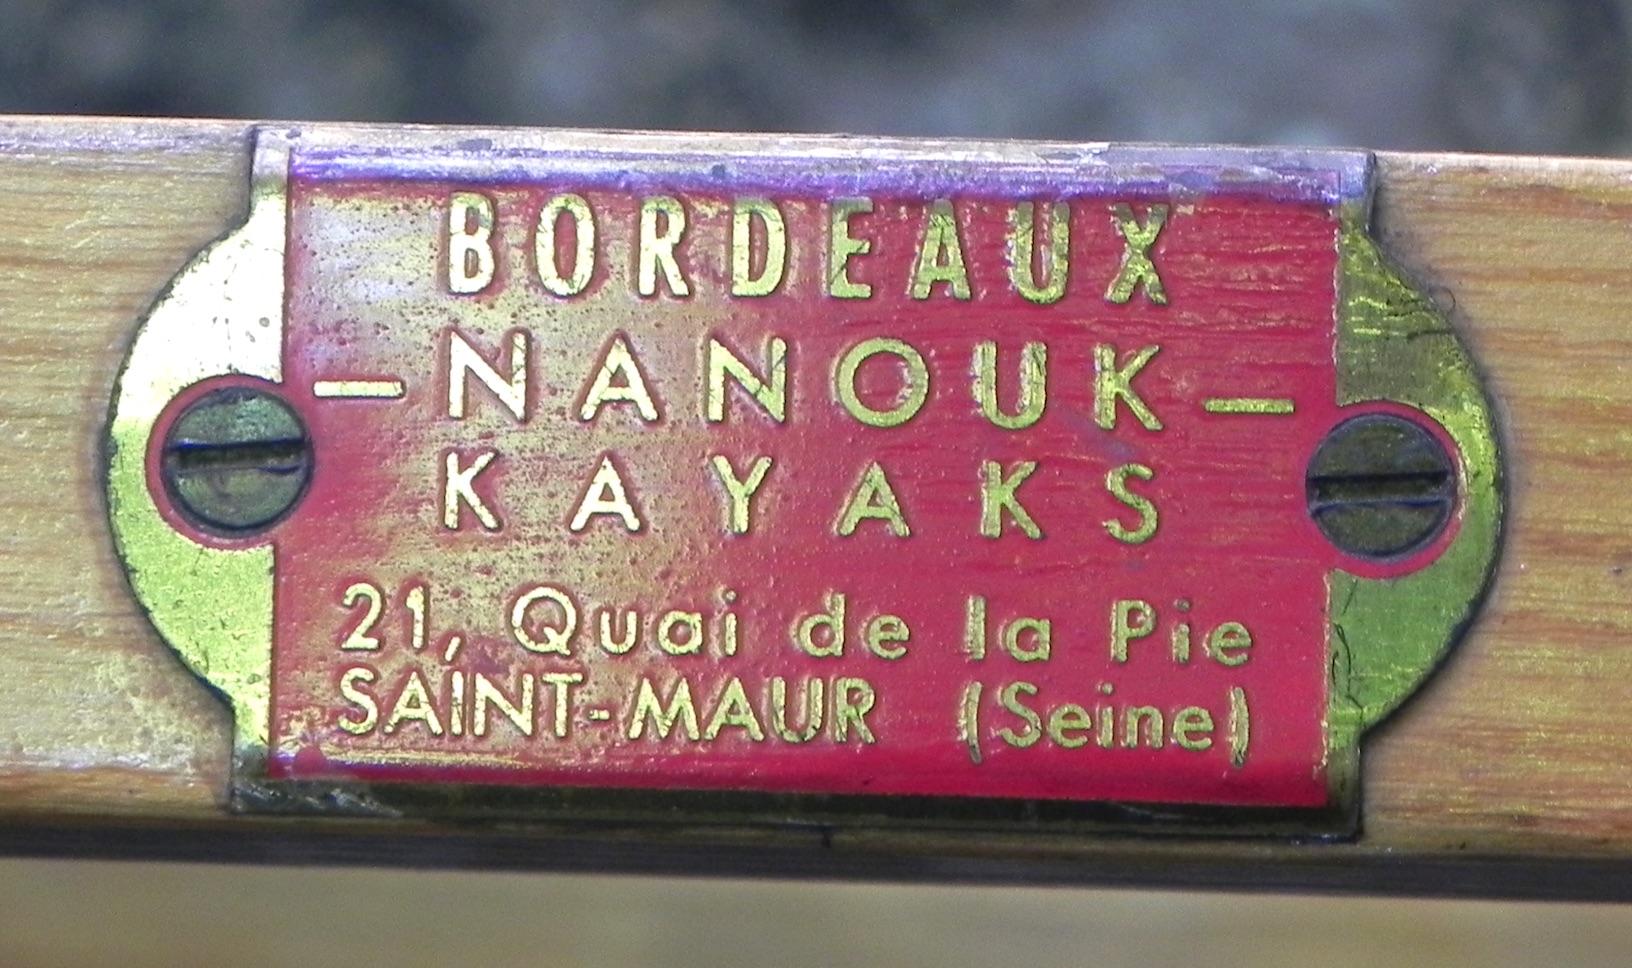 BORDEAUX
— NANOUK —
KAYAKS
21, Quai de la Pie
SAINT-MAUR (Seine)